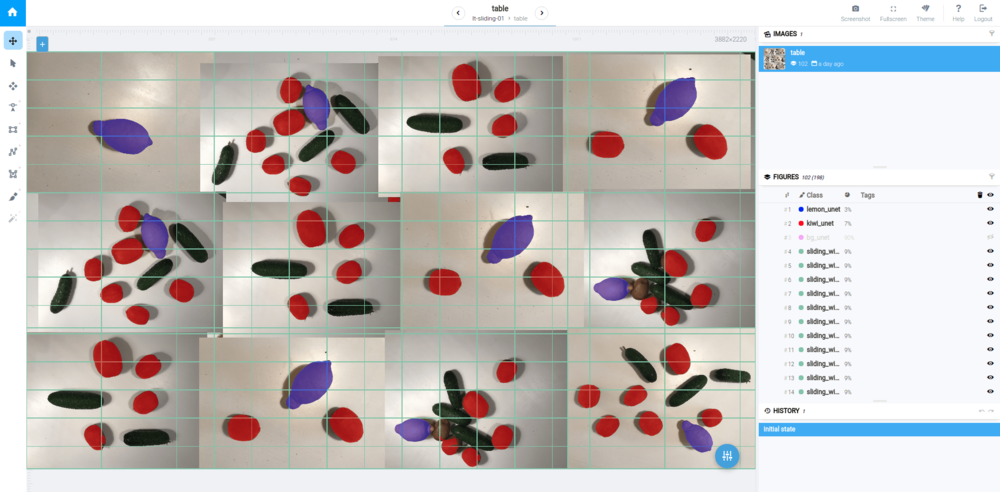 table
lt-sliding-01 › table
Screenshot
Fullscreen
Theme
Help
Logout
3882×2220
IMAGES 1
table
102 a day ago
FIGURES 102 (198)
Class
Tags
#1 lemon_unet 3%
#2 kiwi_unet 7%
bg_unet
#4 sliding_wi... 9%
#5 sliding_wi... 9%
#6 sliding_wi... 9%
#7 sliding_wi... 9%
#8 sliding_wi... 9%
#9 sliding_wi... 9%
#10 sliding_wi... 9%
#11 sliding_wi... 9%
#12 sliding_wi... 9%
#13 sliding_wi... 9%
#14 sliding_wi... 9%
HISTORY 1
Initial state